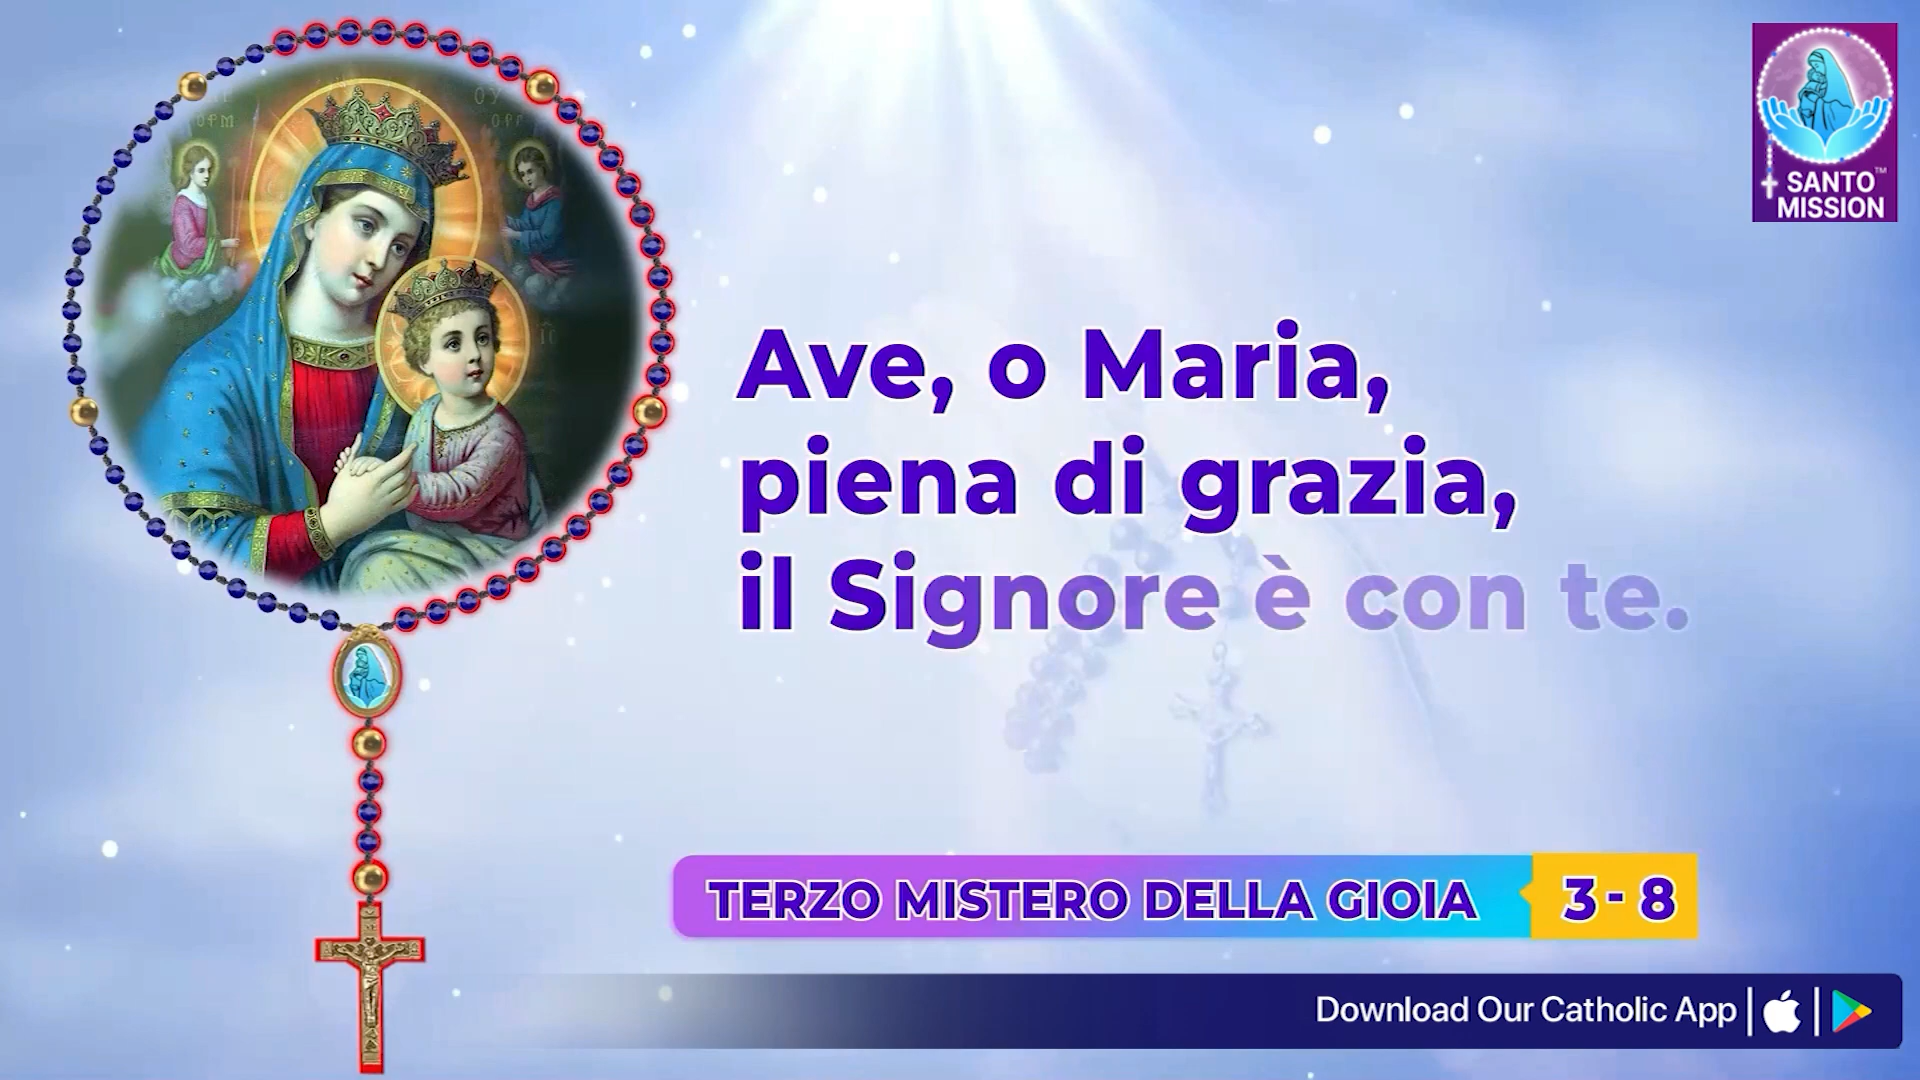 SANTO™
MISSION
Ave, o Maria,
piena di grazia,
il Signore è con te.
TERZO MISTERO DELLA GIOIA 3 - 8
Download Our Catholic App